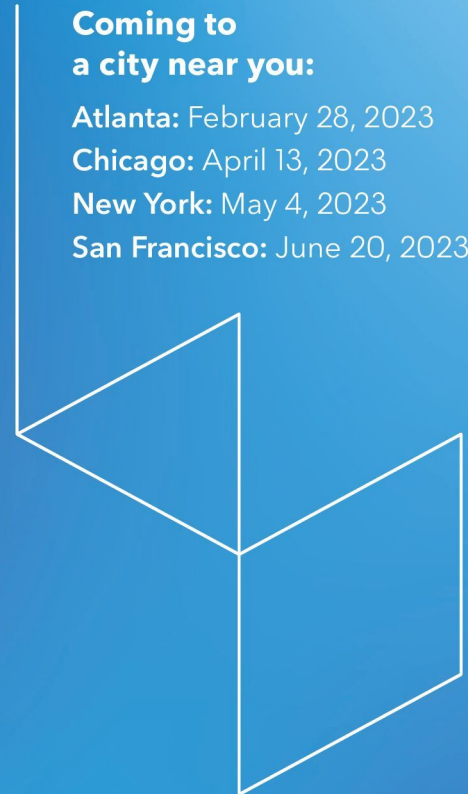 Coming to
a city near you:
Atlanta: February 28, 2023
Chicago: April 13, 2023
New York: May 4, 2023
San Francisco: June 20, 2023